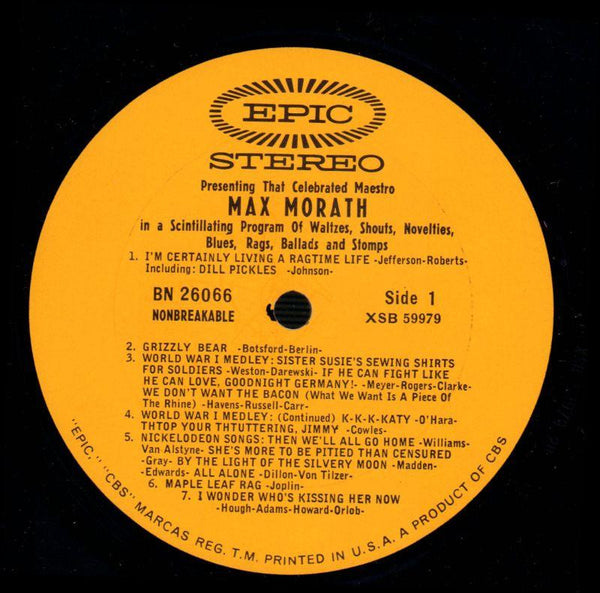 EPIC
STEREO
Presenting That Celebrated Maestro
MAX MORATH
in a Scintillating Program Of Waltzes, Shouts, Novelties,
Blues, Rags, Ballads and Stomps
1. I'M CERTAINLY LIVING A RAGTIME LIFE -Jefferson-Roberts-
Including: DILL PICKLES -Johnson-
BN 26066 Side 1
NONBREAKABLE XSB 59979
2. GRIZZLY BEAR -Botsford-Berlin-
3. WORLD WAR I MEDLEY: SISTER SUSIE'S SEWING SHIRTS
FOR SOLDIERS -Weston-Darewski- IF HE CAN FIGHT LIKE
HE CAN LOVE, GOODNIGHT GERMANY!- -Meyer-Rogers-Clarke-
WE DON'T WANT THE BACON (What We Want Is A Piece Of
The Rhine) -Havens-Russell-Carr-
4. WORLD WAR I MEDLEY: (Continued) K-K-K-KATY -O'Hara-
THTOP YOUR THTUTTERING, JIMMY -Cowles-
5. NICKELODEON SONGS: THEN WE'LL ALL GO HOME -Williams-
Van Alstyne- SHE'S MORE TO BE PITIED THAN CENSURED
-Gray- BY THE LIGHT OF THE SILVERY MOON -Madden-
-Edwards- ALL ALONE -Dillon-Von Tilzer-
6. MAPLE LEAF RAG -Joplin-
7. I WONDER WHO'S KISSING HER NOW
-Hough-Adams-Howard-Orlob-
"EPIC," "CBS" MARCAS REG. T.M. PRINTED IN U.S.A. A PRODUCT OF CBS